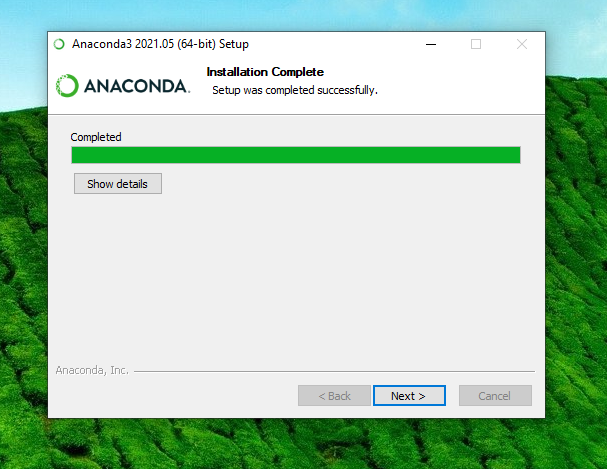 Anaconda3 2021.05 (64-bit) Setup
ANACONDA.
Installation Complete
Setup was completed successfully.
Completed
Show details
Anaconda, Inc.
< Back
Next >
Cancel